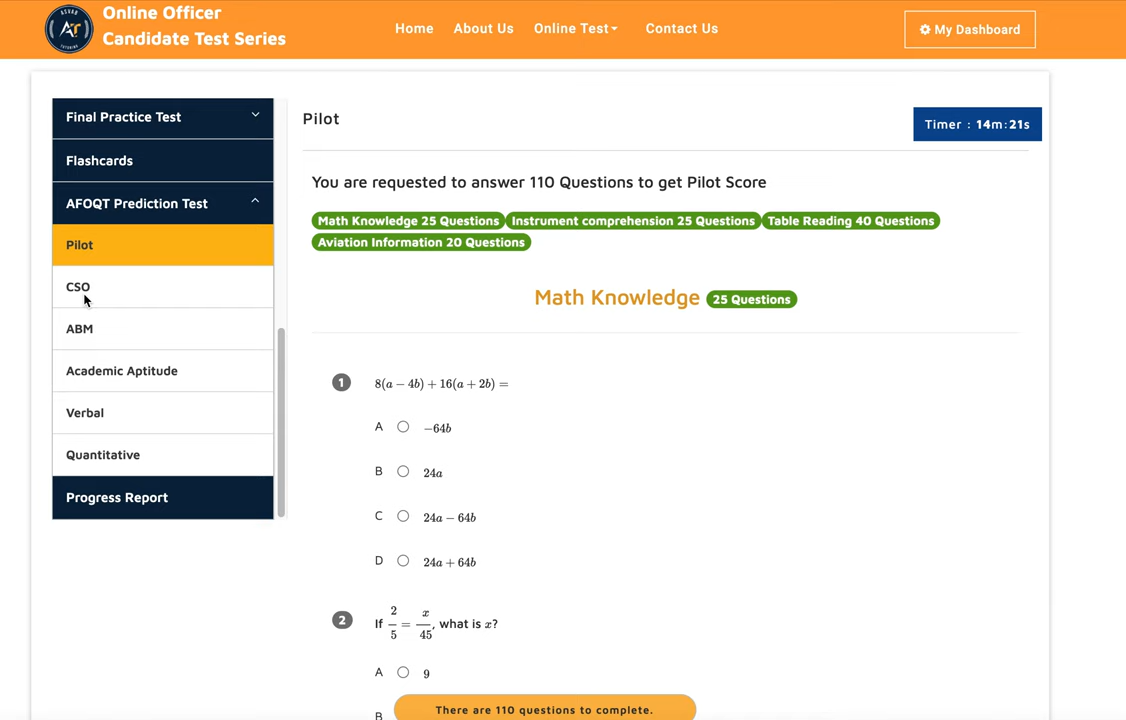 ASVAB
Ar
TUTORING
Online Officer
Candidate Test Series
Home
About Us
Online Test
Contact Us
My Dashboard
Final Practice Test
Flashcards
AFOQT Prediction Test
Pilot
CSO
ABM
Academic Aptitude
Verbal
Quantitative
Progress Report
Pilot
Timer : 14m:21s
You are requested to answer 110 Questions to get Pilot Score
Math Knowledge 25 Questions Instrument comprehension 25 Questions Table Reading 40 Questions
Aviation Information 20 Questions
Math Knowledge 25 Questions
1 8(a − 4b) + 16(a + 2b) =
A −64b
B 24a
C 24a − 64b
D 24a + 64b
2 If 2/5 = x/45, what is x?
A 9
B
There are 110 questions to complete.